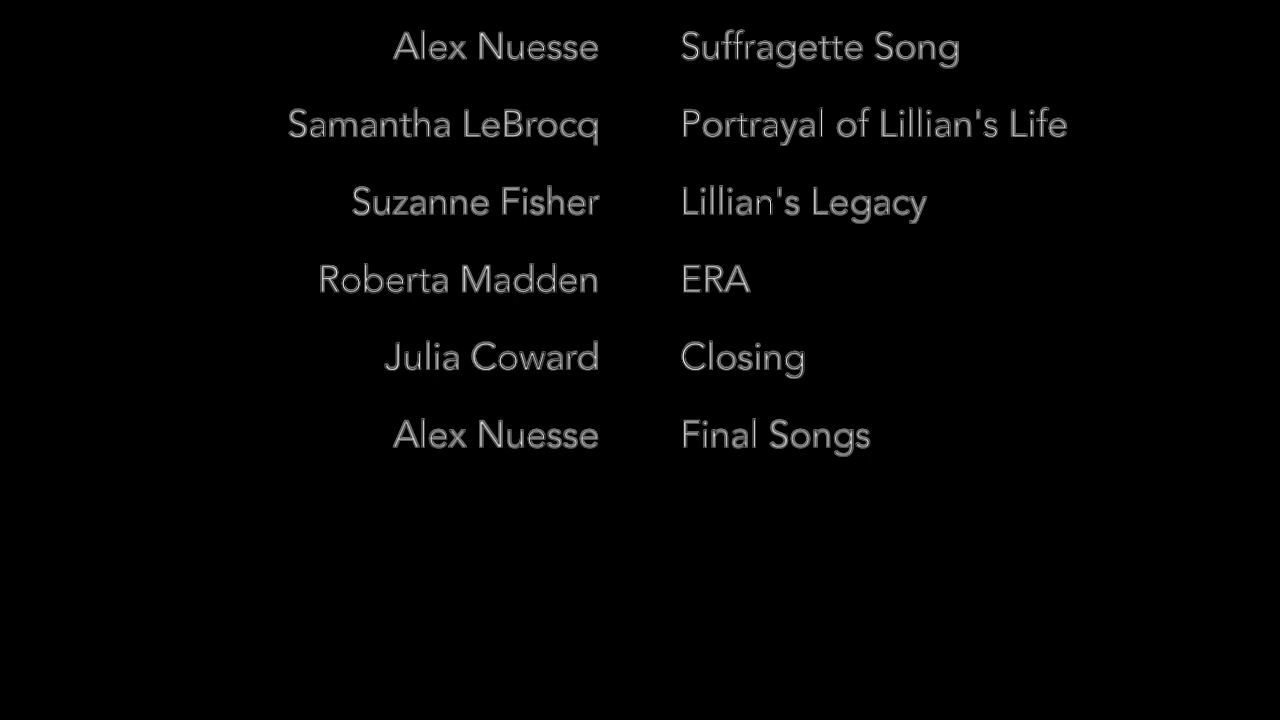 Alex Nuesse Suffragette Song
Samantha LeBrocq Portrayal of Lillian's Life
Suzanne Fisher Lillian's Legacy
Roberta Madden ERA
Julia Coward Closing
Alex Nuesse Final Songs